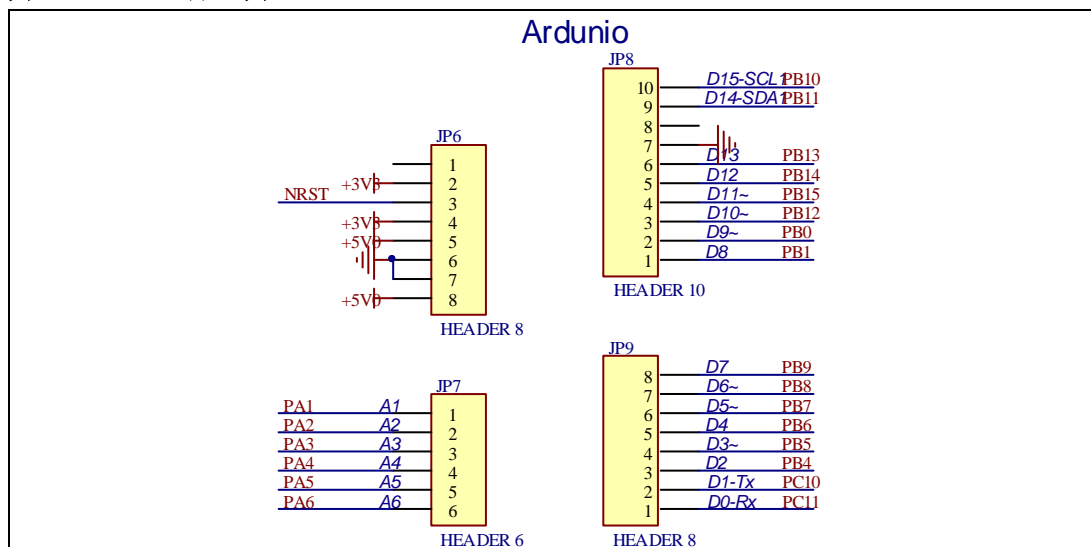 Ardunio
JP8
10 D15-SCL1 PB10
9 D14-SDA1 PB11
8
7
6 D13 PB13
5 D12 PB14
4 D11~ PB15
3 D10~ PB12
2 D9~ PB0
1 D8 PB1
HEADER 10
JP6
1
+3V3 2
NRST 3
+3V3 4
+5V0 5
6
7
+5V0 8
HEADER 8
JP7
PA1 A1 1
PA2 A2 2
PA3 A3 3
PA4 A4 4
PA5 A5 5
PA6 A6 6
HEADER 6
JP9
8 D7 PB9
7 D6~ PB8
6 D5~ PB7
5 D4 PB6
4 D3~ PB5
3 D2 PB4
2 D1-Tx PC10
1 D0-Rx PC11
HEADER 8